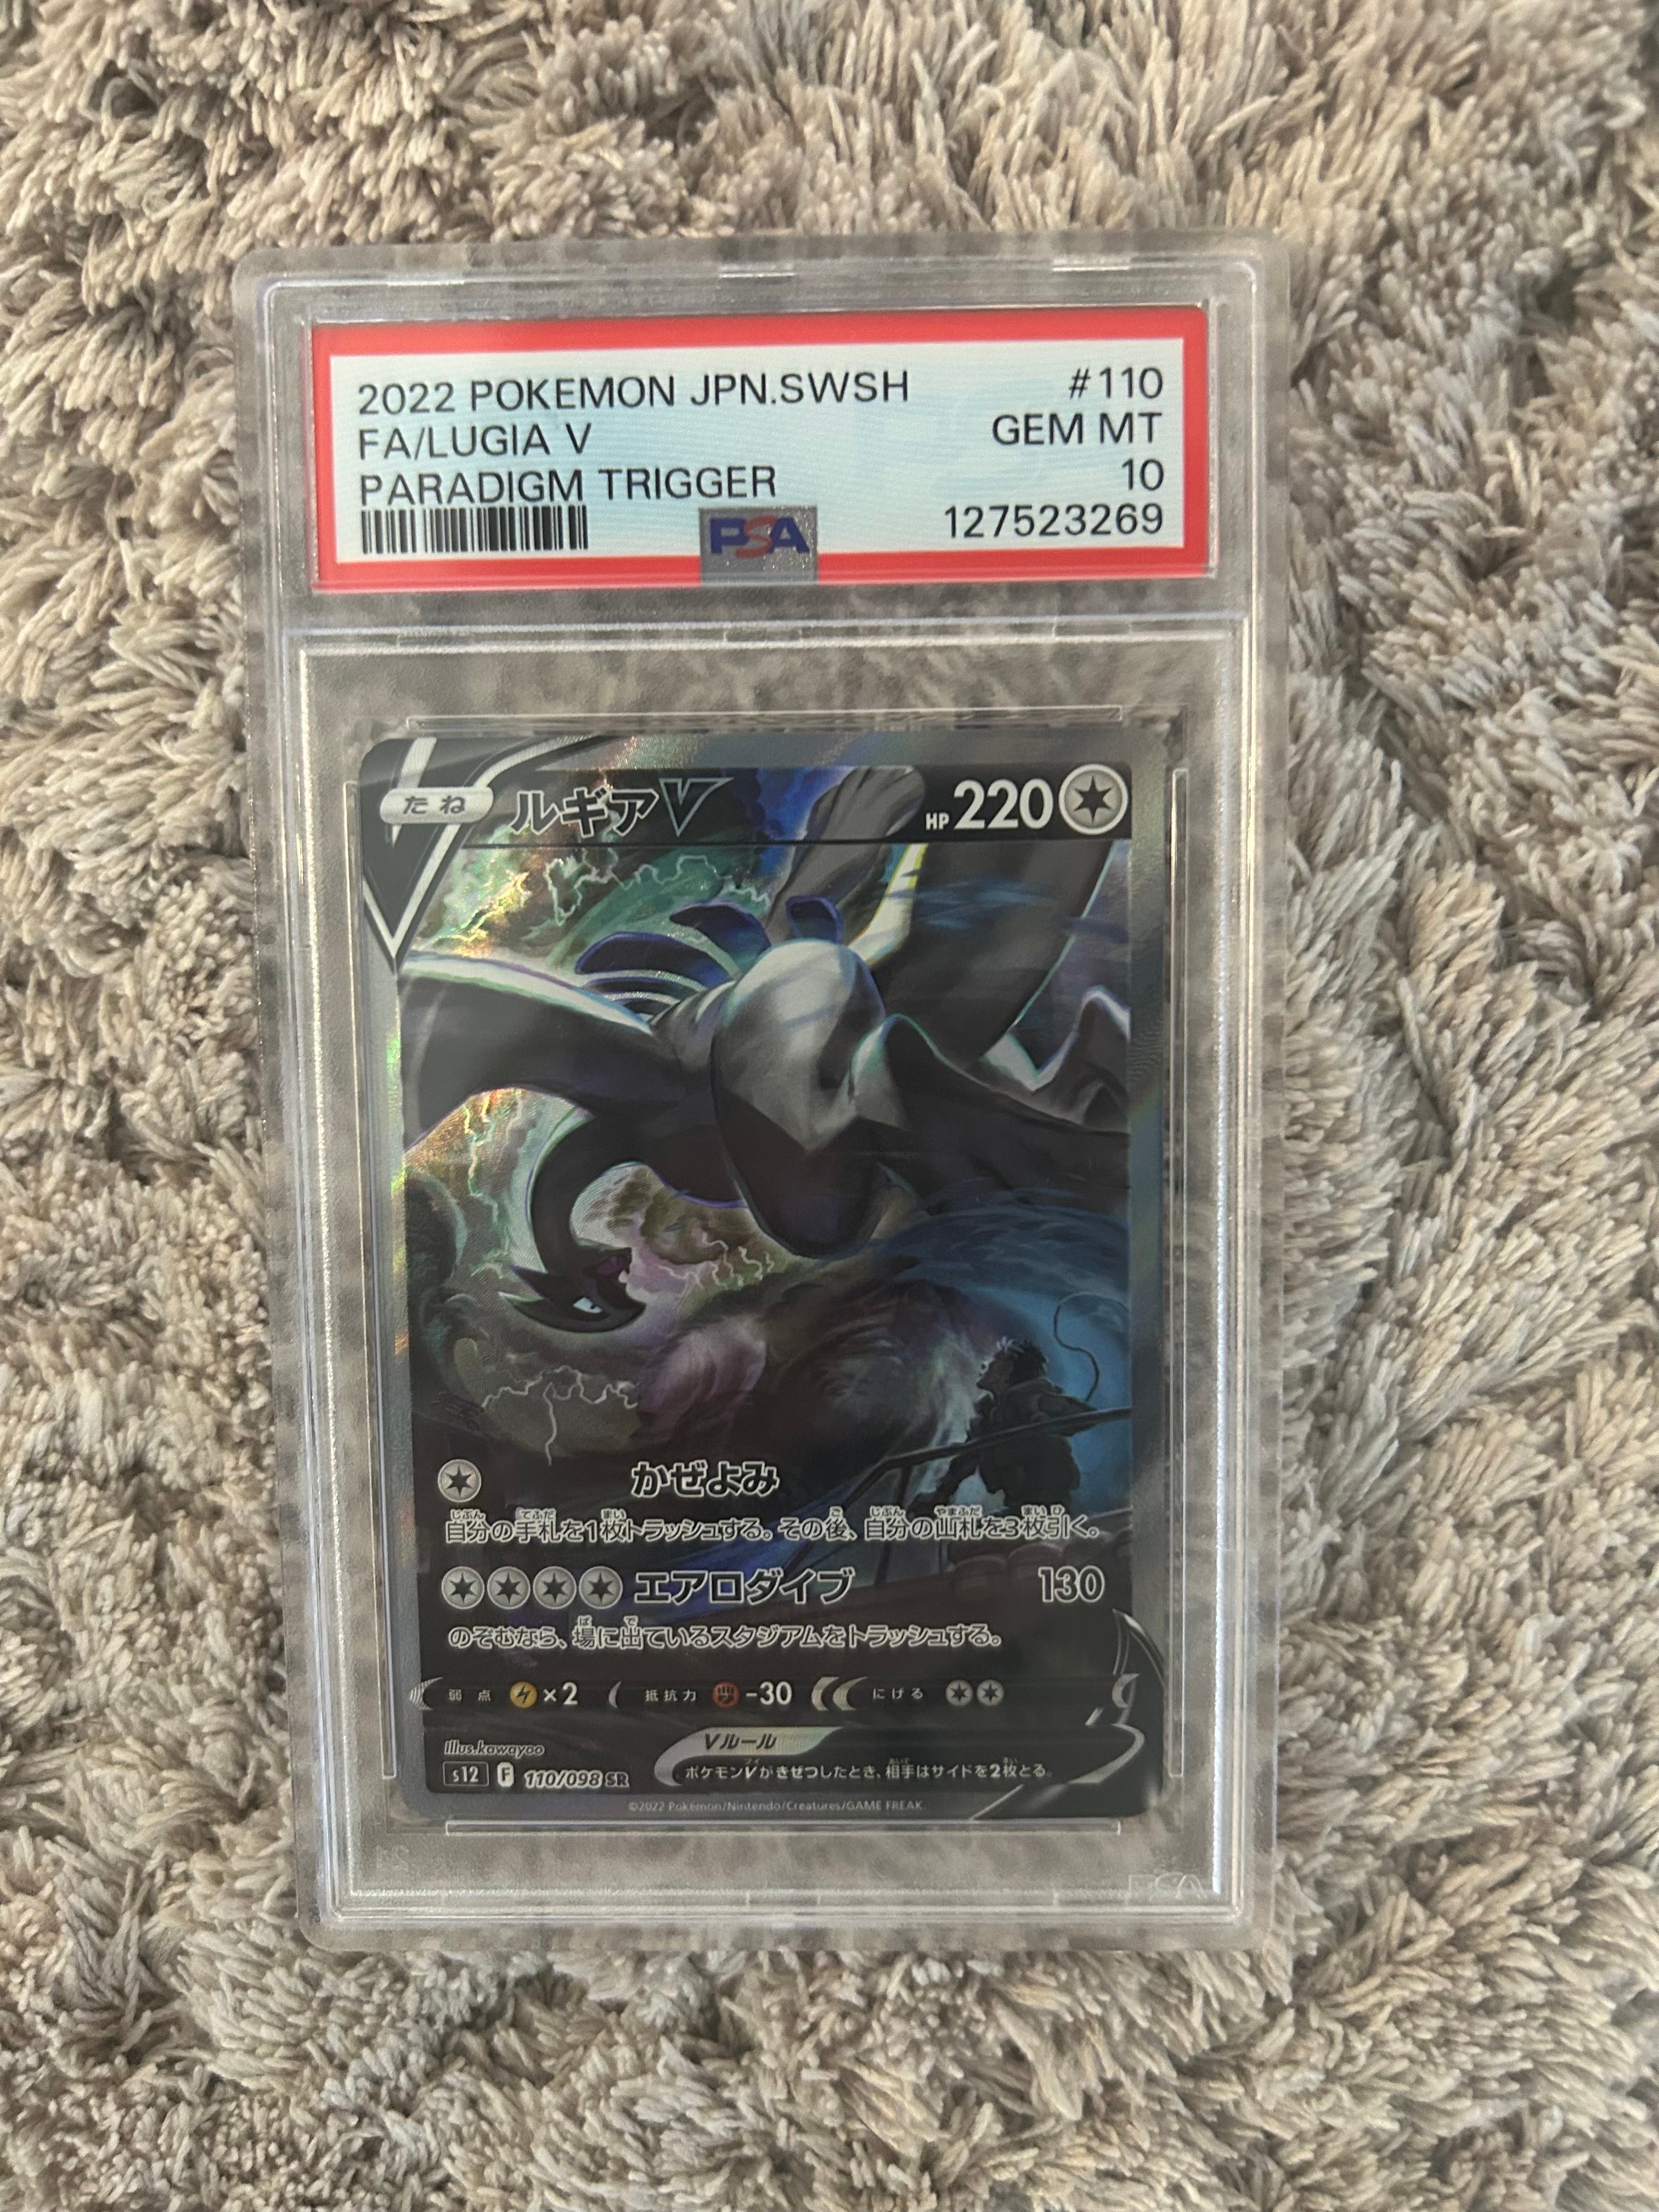 2022 POKEMON JPN.SWSH #110
FA/LUGIA V GEM MT
PARADIGM TRIGGER 10
PSA 127523269
たね ルギアV HP 220
かぜよみ
自分の手札を1枚トラッシュする。その後、自分の山札を3枚引く。
エアロダイブ 130
のぞむなら、場に出ているスタジアムをトラッシュする。
弱点 ×2 抵抗力 -30 にげる
Illus.kawayoo
Vルール
s12 F 110/098 SR ポケモンVがきぜつしたとき、相手はサイドを2枚とる。
©2022 Pokémon/Nintendo/Creatures/GAME FREAK